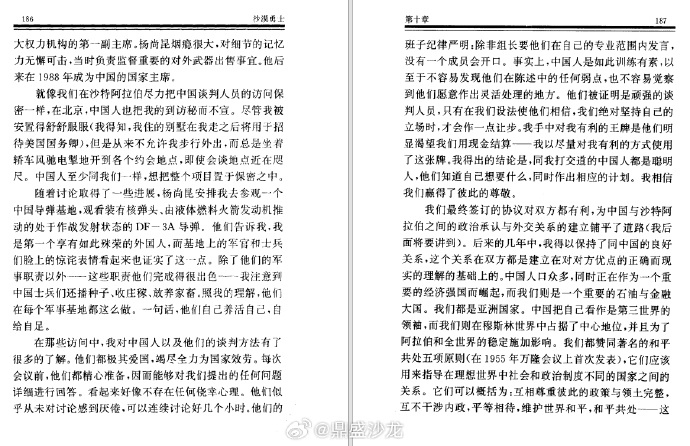 186
沙漠勇士
大权力机构的第一副主席。杨尚昆烟瘾很大，对细节的记忆
力无懈可击，当时负责监督重要的对外武器出售事宜。他后
来在1988年成为中国的国家主席。
就像我们在沙特阿拉伯尽力把中国谈判人员的访问保
密一样，在北京，中国人也把我的到访秘而不宣。尽管我被
安置得舒舒服服(我得知，我住的别墅在我走之后将用于招
待美国国务卿)，但是从来不允许我步行外出，而总是坐着
轿车风驰电掣地开到各个约会地点，即使会谈地点近在咫
尺。中国人至少同我们一样，想把整个项目置于保密之中。
随着讨论取得了一些进展，杨尚昆安排我去参观一个
中国导弹基地，观看装有核弹头、由液体燃料火箭发动机推
动的处于作战发射状态的DF-3A导弹。他们告诉我，我
是第一个享有如此殊荣的外国人，而基地上的军官和士兵
们脸上的惊诧表情看起来也证实了这一点。除了他们的军
事职责以外——这些职责他们完成得很出色——我注意到
中国士兵们还播种子、收庄稼、放养家畜。照我的理解，他们
在每个军事基地都这么做。一句话，他们自己养活自己，自
给自足。
在那些访问中，我对中国人以及他们的谈判方法有了
很多的了解。他们都极其爱国，竭尽全力为国家效劳。每次
会议前，他们都精心准备，因而能够对我们提出的任何问题
详细进行回答。看起来好像不存在任何侥幸心理。他们似
乎从未对讨论感到厌倦，可以连续讨论好几个小时。他们的
第十章
187
班子纪律严明；除非组长要他们在自己的专业范围内发言，
没有一个成员会开口。事实上，中国人是如此训练有素，以
至于不容易发现他们在陈述中的任何弱点，也不容易觉察
到他们愿意作出灵活处理的地方。他们被证明是顽强的谈
判人员，只有在我们设法使他们相信，我们绝对坚持自己的
立场时，才会作一点让步。我手中对我有利的王牌是他们明
显渴望我们用现金结算——我以尽量对我有利的方式使用
了这张牌。我得出的结论是，同我打交道的中国人都是聪明
人，他们知道自己想要什么，同时作出相应的计划。我相信
我们赢得了彼此的尊敬。
我们最终签订的协议对双方都有利，为中国与沙特阿
拉伯之间的政治承认与外交关系的建立铺平了道路(我后
面将要讲到)。后来的几年中，我得以保持了同中国的良好
关系，这个关系在双方都是建立在对对方优点的正确而现
实的理解的基础上的。中国人口众多，同时正在作为一个重
要的经济强国而崛起，而我们则是一个重要的石油与金融
大国。我们都是亚洲国家。中国把自己看作是第三世界的
领袖，而我们则在穆斯林世界中占据了中心地位，并且为了
阿拉伯和全世界的稳定施加影响。我们都赞同著名的和平
共处五项原则(在1955年万隆会议上首次发表)，它们应该
用来指导在理想世界中社会和政治制度不同的国家之间的
关系。它们可以概括为：互相尊重彼此的政策与领土完整，
互不干涉内政，平等相待，维护世界和平，和平共处——这
@鼎盛沙龙